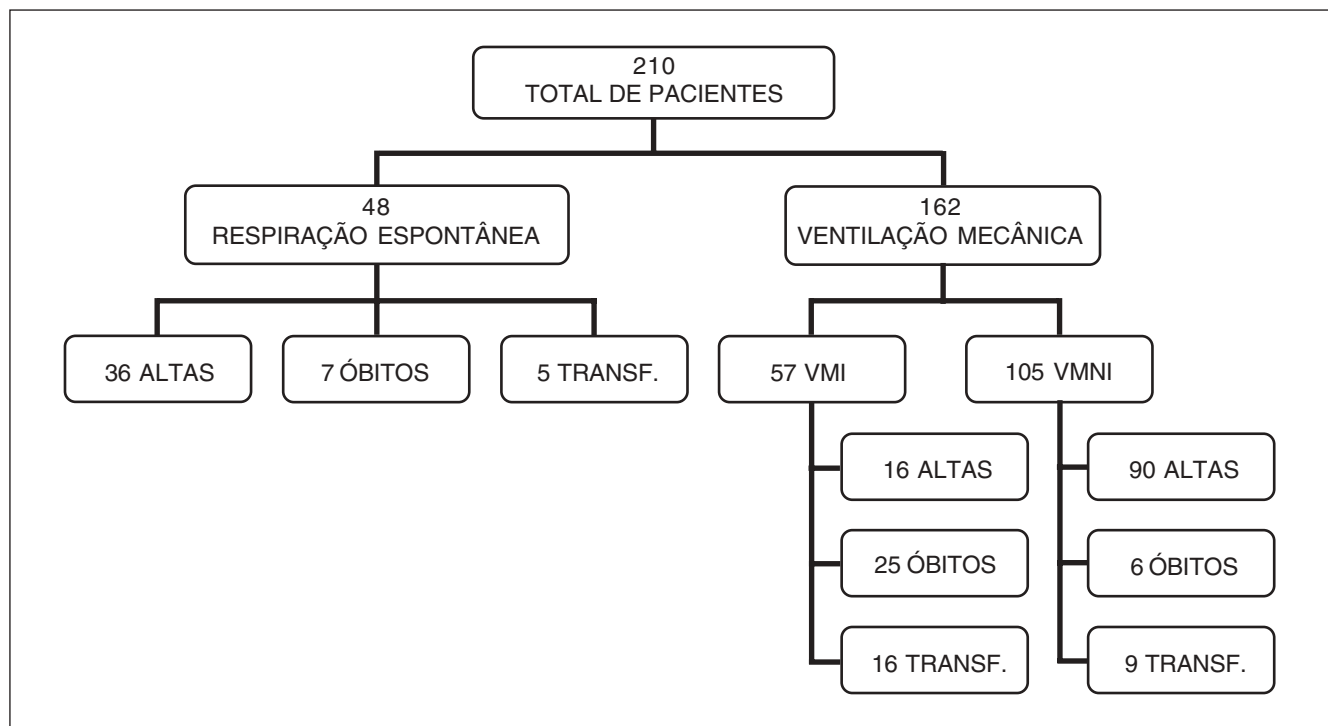 210
TOTAL DE PACIENTES
48
RESPIRAÇÃO ESPONTÂNEA
162
VENTILAÇÃO MECÂNICA
36 ALTAS
7 ÓBITOS
5 TRANSF.
57 VMI
105 VMNI
16 ALTAS
90 ALTAS
25 ÓBITOS
6 ÓBITOS
16 TRANSF.
9 TRANSF.